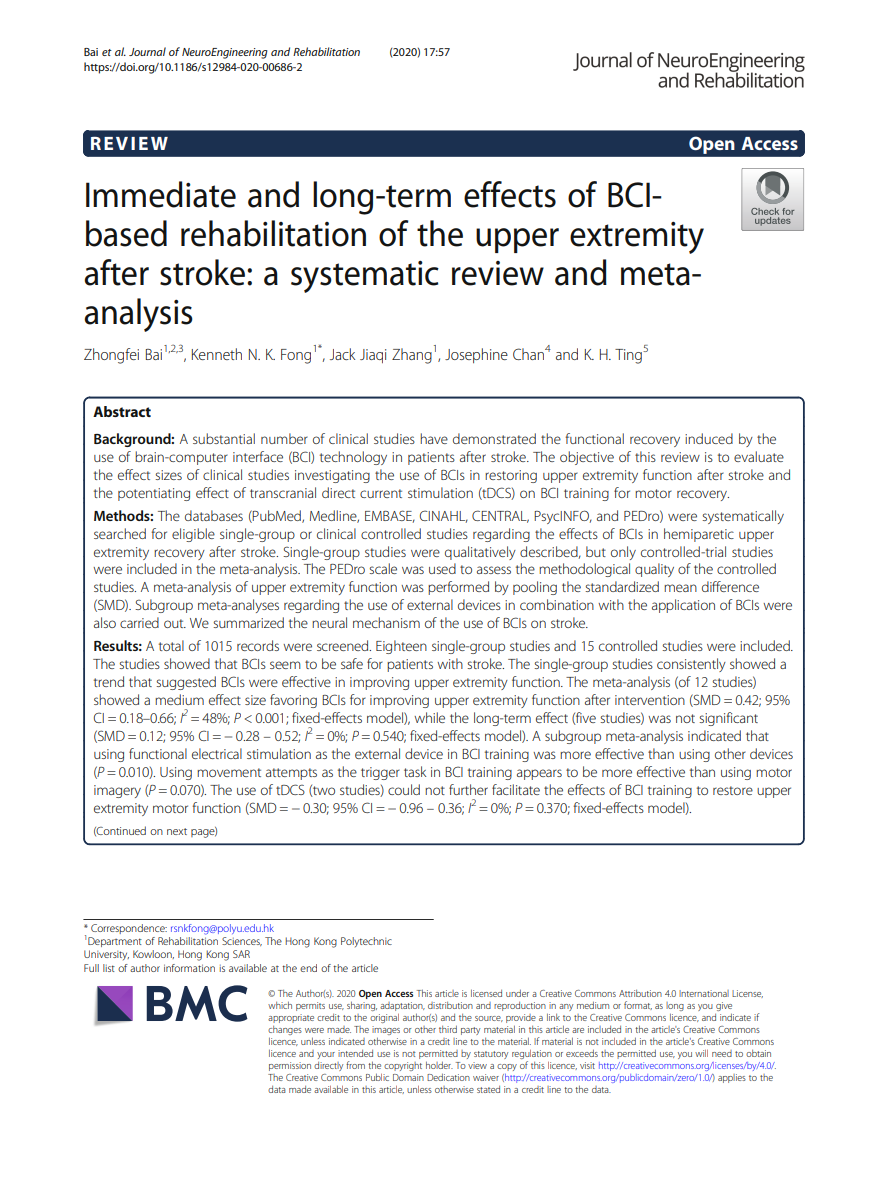 Bai et al. Journal of NeuroEngineering and Rehabilitation (2020) 17:57
https://doi.org/10.1186/s12984-020-00686-2
Journal of NeuroEngineering
and Rehabilitation
REVIEW Open Access
Immediate and long-term effects of BCI-
based rehabilitation of the upper extremity
after stroke: a systematic review and meta-
analysis
Check for
updates
Zhongfei Bai1,2,3, Kenneth N. K. Fong1*, Jack Jiaqi Zhang1, Josephine Chan4 and K. H. Ting5
Abstract
Background: A substantial number of clinical studies have demonstrated the functional recovery induced by the
use of brain-computer interface (BCI) technology in patients after stroke. The objective of this review is to evaluate
the effect sizes of clinical studies investigating the use of BCIs in restoring upper extremity function after stroke and
the potentiating effect of transcranial direct current stimulation (tDCS) on BCI training for motor recovery.
Methods: The databases (PubMed, Medline, EMBASE, CINAHL, CENTRAL, PsycINFO, and PEDro) were systematically
searched for eligible single-group or clinical controlled studies regarding the effects of BCIs in hemiparetic upper
extremity recovery after stroke. Single-group studies were qualitatively described, but only controlled-trial studies
were included in the meta-analysis. The PEDro scale was used to assess the methodological quality of the controlled
studies. A meta-analysis of upper extremity function was performed by pooling the standardized mean difference
(SMD). Subgroup meta-analyses regarding the use of external devices in combination with the application of BCIs were
also carried out. We summarized the neural mechanism of the use of BCIs on stroke.
Results: A total of 1015 records were screened. Eighteen single-group studies and 15 controlled studies were included.
The studies showed that BCIs seem to be safe for patients with stroke. The single-group studies consistently showed a
trend that suggested BCIs were effective in improving upper extremity function. The meta-analysis (of 12 studies)
showed a medium effect size favoring BCIs for improving upper extremity function after intervention (SMD = 0.42; 95%
CI = 0.18–0.66; I2 = 48%; P < 0.001; fixed-effects model), while the long-term effect (five studies) was not significant
(SMD = 0.12; 95% CI = − 0.28 – 0.52; I2 = 0%; P = 0.540; fixed-effects model). A subgroup meta-analysis indicated that
using functional electrical stimulation as the external device in BCI training was more effective than using other devices
(P = 0.010). Using movement attempts as the trigger task in BCI training appears to be more effective than using motor
imagery (P = 0.070). The use of tDCS (two studies) could not further facilitate the effects of BCI training to restore upper
extremity motor function (SMD = − 0.30; 95% CI = − 0.96 – 0.36; I2 = 0%; P = 0.370; fixed-effects model).
(Continued on next page)
* Correspondence: rsnkfong@polyu.edu.hk
1Department of Rehabilitation Sciences, The Hong Kong Polytechnic
University, Kowloon, Hong Kong SAR
Full list of author information is available at the end of the article
BMC
© The Author(s). 2020 Open Access This article is licensed under a Creative Commons Attribution 4.0 International License,
which permits use, sharing, adaptation, distribution and reproduction in any medium or format, as long as you give
appropriate credit to the original author(s) and the source, provide a link to the Creative Commons licence, and indicate if
changes were made. The images or other third party material in this article are included in the article's Creative Commons
licence, unless indicated otherwise in a credit line to the material. If material is not included in the article's Creative Commons
licence and your intended use is not permitted by statutory regulation or exceeds the permitted use, you will need to obtain
permission directly from the copyright holder. To view a copy of this licence, visit http://creativecommons.org/licenses/by/4.0/.
The Creative Commons Public Domain Dedication waiver (http://creativecommons.org/publicdomain/zero/1.0/) applies to the
data made available in this article, unless otherwise stated in a credit line to the data.